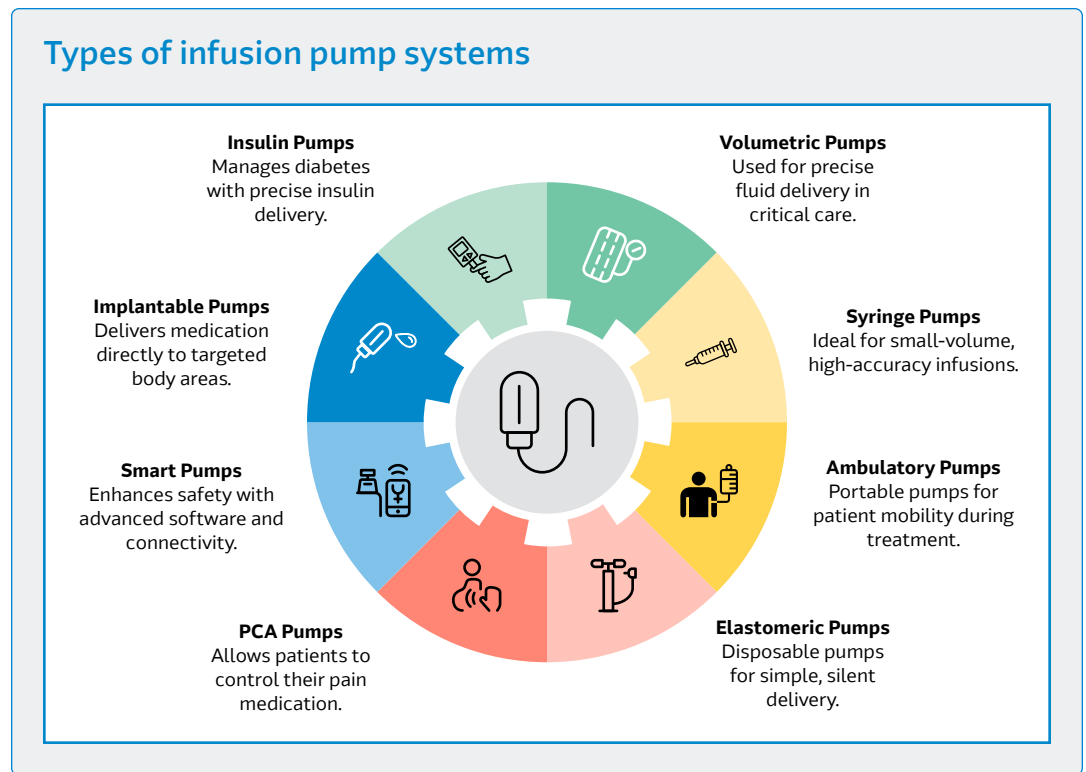 Types of infusion pump systems
Insulin Pumps
Manages diabetes
with precise insulin
delivery.
Volumetric Pumps
Used for precise
fluid delivery in
critical care.
Implantable Pumps
Delivers medication
directly to targeted
body areas.
Syringe Pumps
Ideal for small-volume,
high-accuracy infusions.
Smart Pumps
Enhances safety with
advanced software and
connectivity.
Ambulatory Pumps
Portable pumps for
patient mobility during
treatment.
PCA Pumps
Allows patients to
control their pain
medication.
Elastomeric Pumps
Disposable pumps
for simple, silent
delivery.